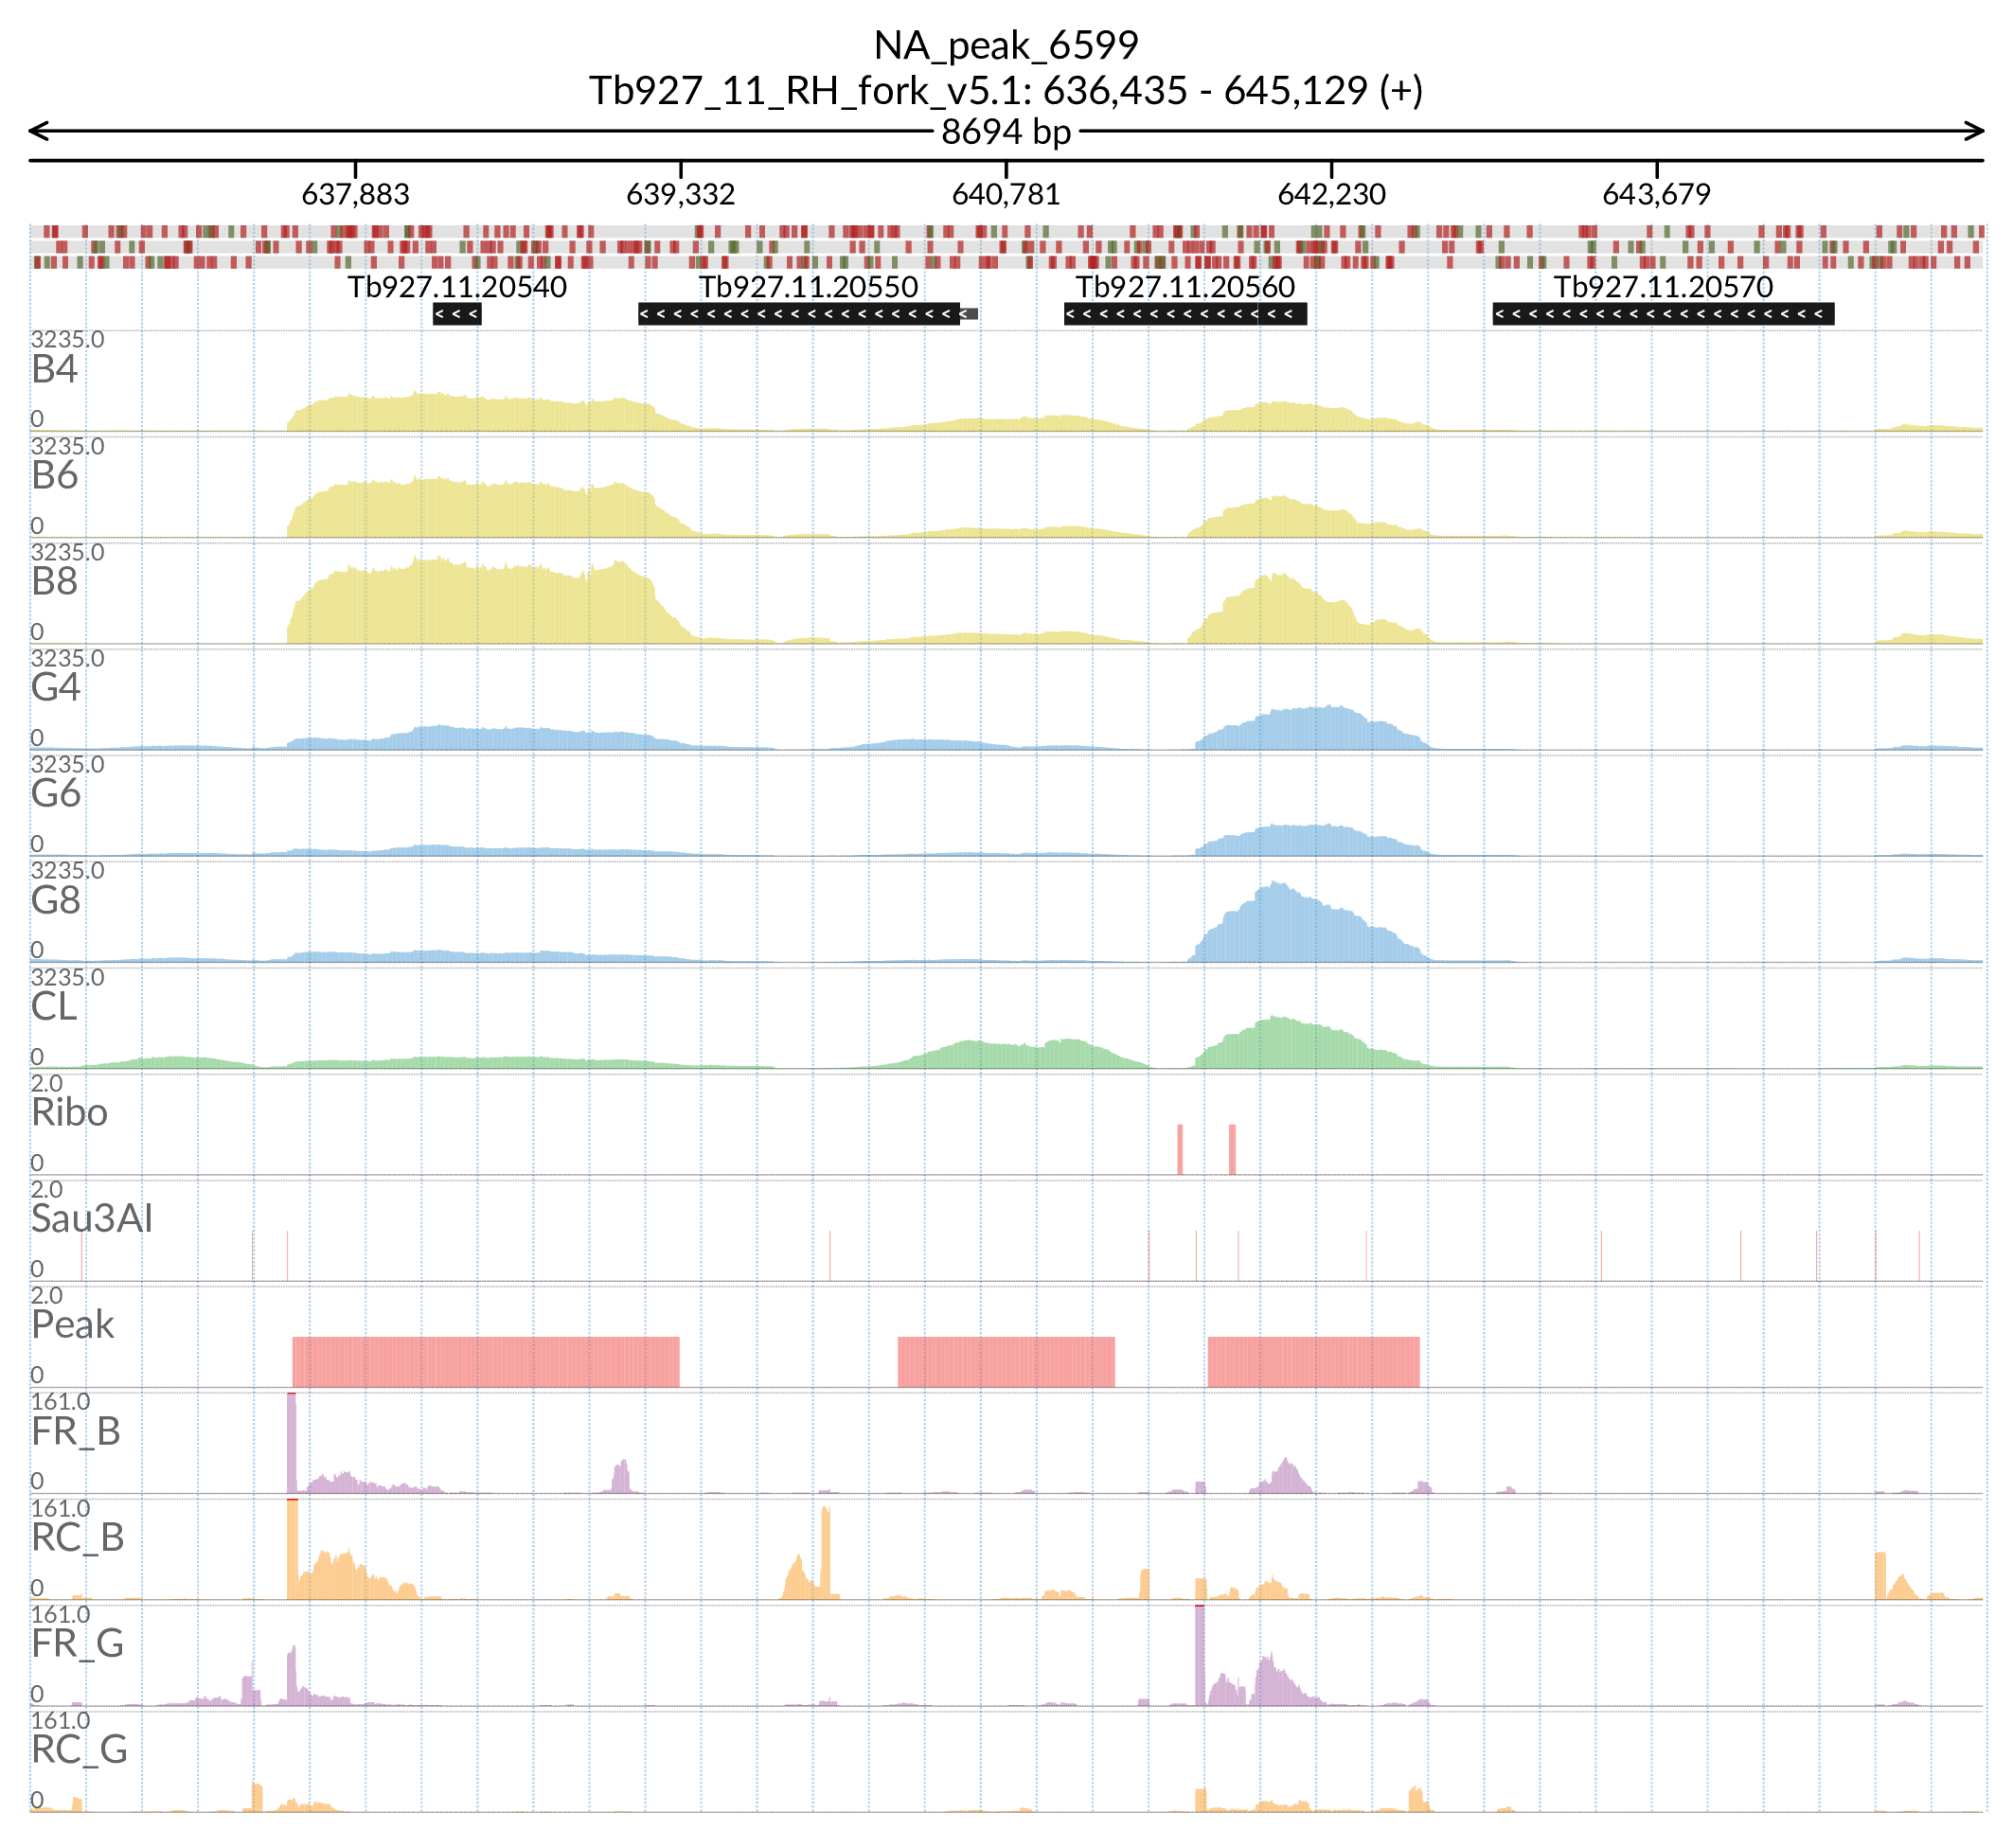 NA_peak_6599
Tb927_11_RH_fork_v5.1: 636,435 - 645,129 (+)
8694 bp
637,883 639,332 640,781 642,230 643,679
Tb927.11.20540 Tb927.11.20550 Tb927.11.20560 Tb927.11.20570
3235.0
B4
0
3235.0
B6
0
3235.0
B8
0
3235.0
G4
0
3235.0
G6
0
3235.0
G8
0
3235.0
CL
0
2.0
Ribo
0
2.0
Sau3AI
0
2.0
Peak
0
161.0
FR_B
0
161.0
RC_B
0
161.0
FR_G
0
161.0
RC_G
0